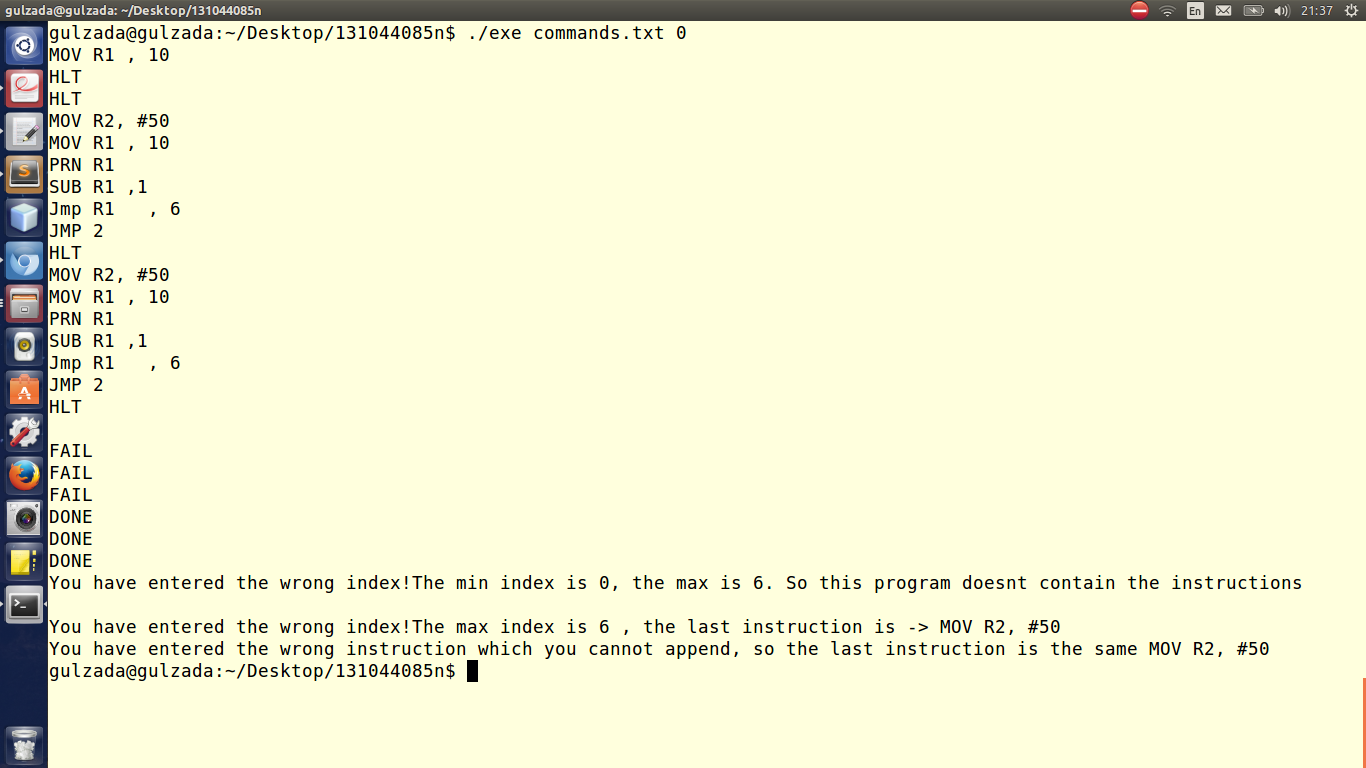 gulzada@gulzada: ~/Desktop/131044085n
En
21:37
gulzada@gulzada:~/Desktop/131044085n$ ./exe commands.txt 0
MOV R1 , 10
HLT
HLT
MOV R2, #50
MOV R1 , 10
PRN R1
SUB R1 ,1
Jmp R1   , 6
JMP 2
HLT
MOV R2, #50
MOV R1 , 10
PRN R1
SUB R1 ,1
Jmp R1   , 6
JMP 2
HLT
FAIL
FAIL
FAIL
DONE
DONE
DONE
You have entered the wrong index!The min index is 0, the max is 6. So this program doesnt contain the instructions
You have entered the wrong index!The max index is 6 , the last instruction is -> MOV R2, #50
You have entered the wrong instruction which you cannot append, so the last instruction is the same MOV R2, #50
gulzada@gulzada:~/Desktop/131044085n$